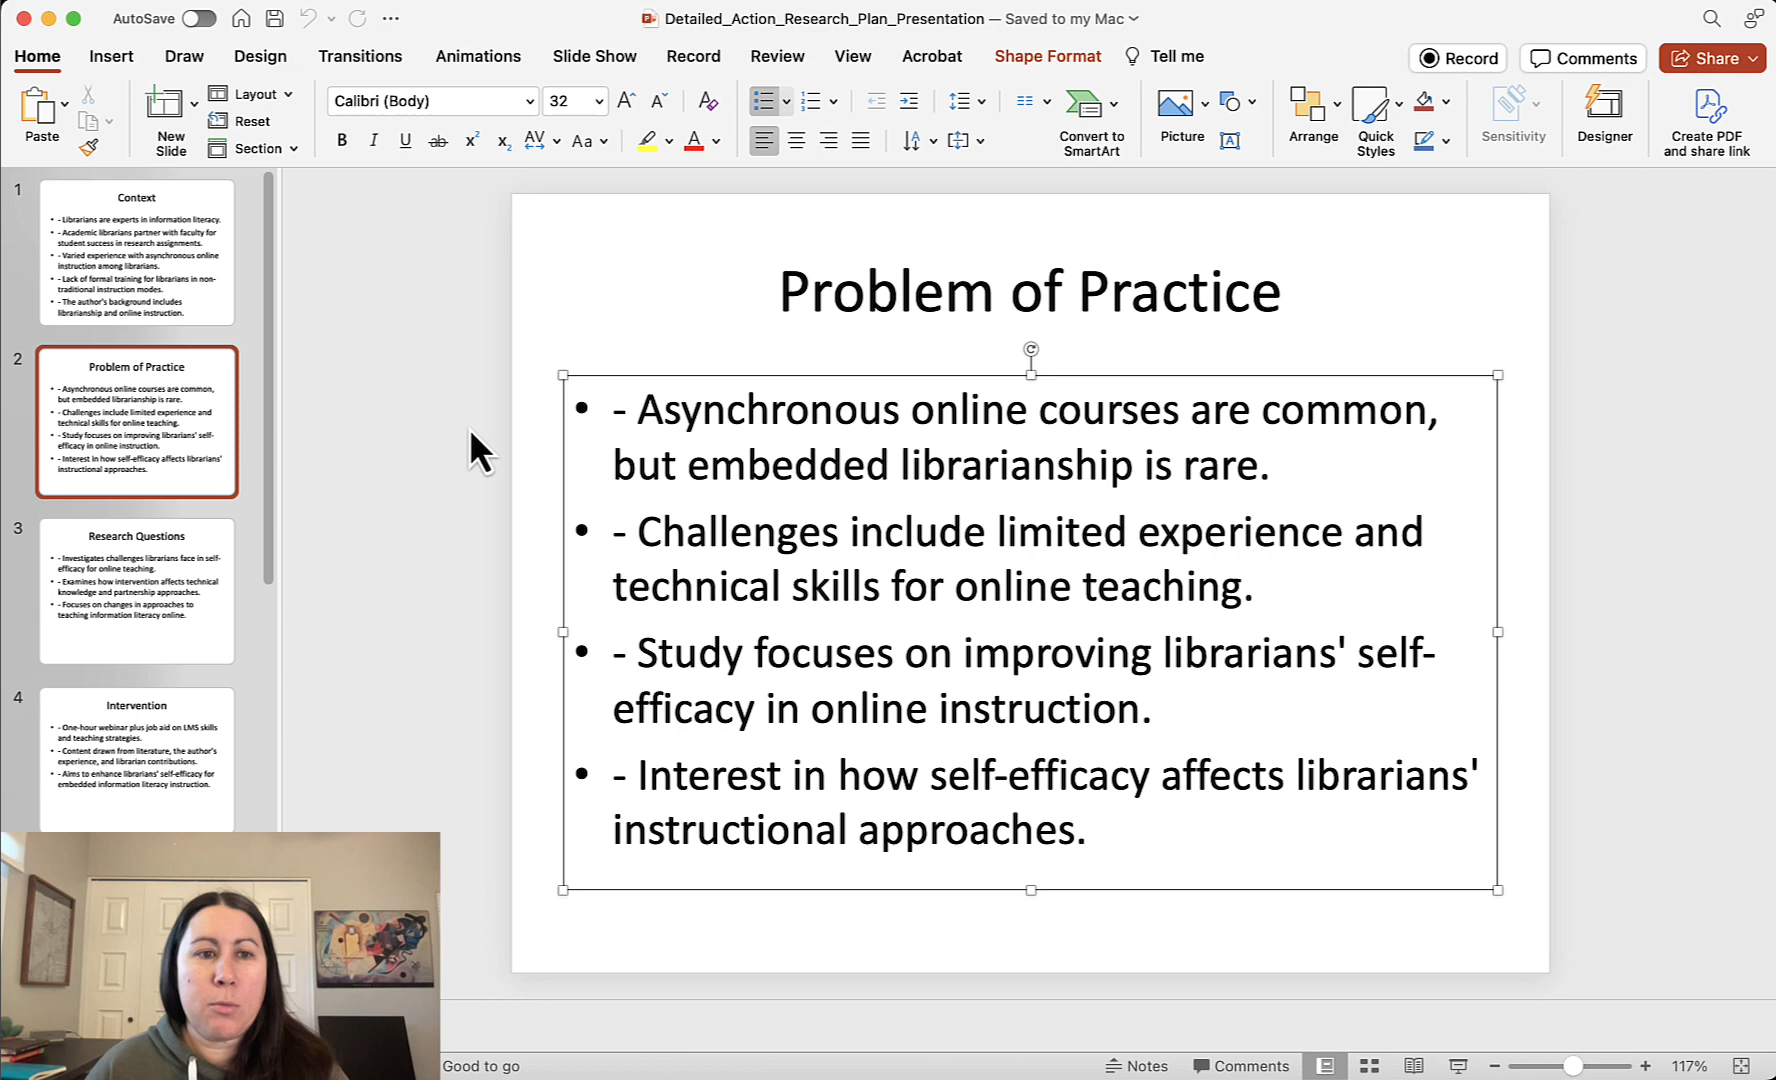 AutoSave
Detailed_Action_Research_Plan_Presentation — Saved to my Mac
Home Insert Draw Design Transitions Animations Slide Show Record Review View Acrobat Shape Format Tell me
Record Comments Share
Paste
New Slide
Layout
Reset
Section
Calibri (Body) 32
B I U ab x² x₂ AV Aa A
Convert to SmartArt
Picture
Arrange
Quick Styles
Sensitivity
Designer
Create PDF and share link
1
Context
• - Librarians are experts in information literacy.
• - Academic librarians partner with faculty for
student success in research assignments.
• - Varied experience with asynchronous online
instruction among librarians.
• - Lack of formal training for librarians in non-
traditional instruction modes.
• - The author's background includes
librarianship and online instruction.
2
Problem of Practice
• - Asynchronous online courses are common,
but embedded librarianship is rare.
• - Challenges include limited experience and
technical skills for online teaching.
• - Study focuses on improving librarians' self-
efficacy in online instruction.
• - Interest in how self-efficacy affects librarians'
instructional approaches.
3
Research Questions
• - Investigates challenges librarians face in self-
efficacy for online teaching.
• - Examines how intervention affects technical
knowledge and partnership approaches.
• - Focuses on changes in approaches to
teaching information literacy online.
4
Intervention
• - One-hour webinar plus job aid on LMS skills
and teaching strategies.
• - Content drawn from literature, the author's
experience, and librarian contributions.
• - Aims to enhance librarians' self-efficacy for
embedded information literacy instruction.
Problem of Practice
• - Asynchronous online courses are common,
but embedded librarianship is rare.
• - Challenges include limited experience and
technical skills for online teaching.
• - Study focuses on improving librarians' self-
efficacy in online instruction.
• - Interest in how self-efficacy affects librarians'
instructional approaches.
Good to go
Notes Comments 117%